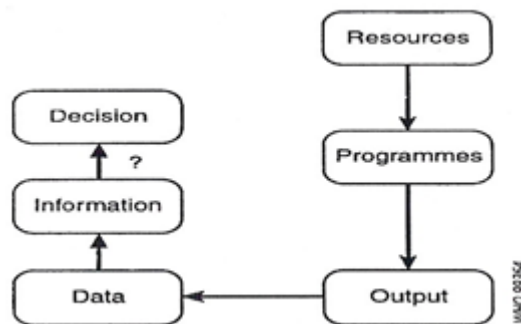 Resources
Decision
?
Programmes
Information
Data
Output